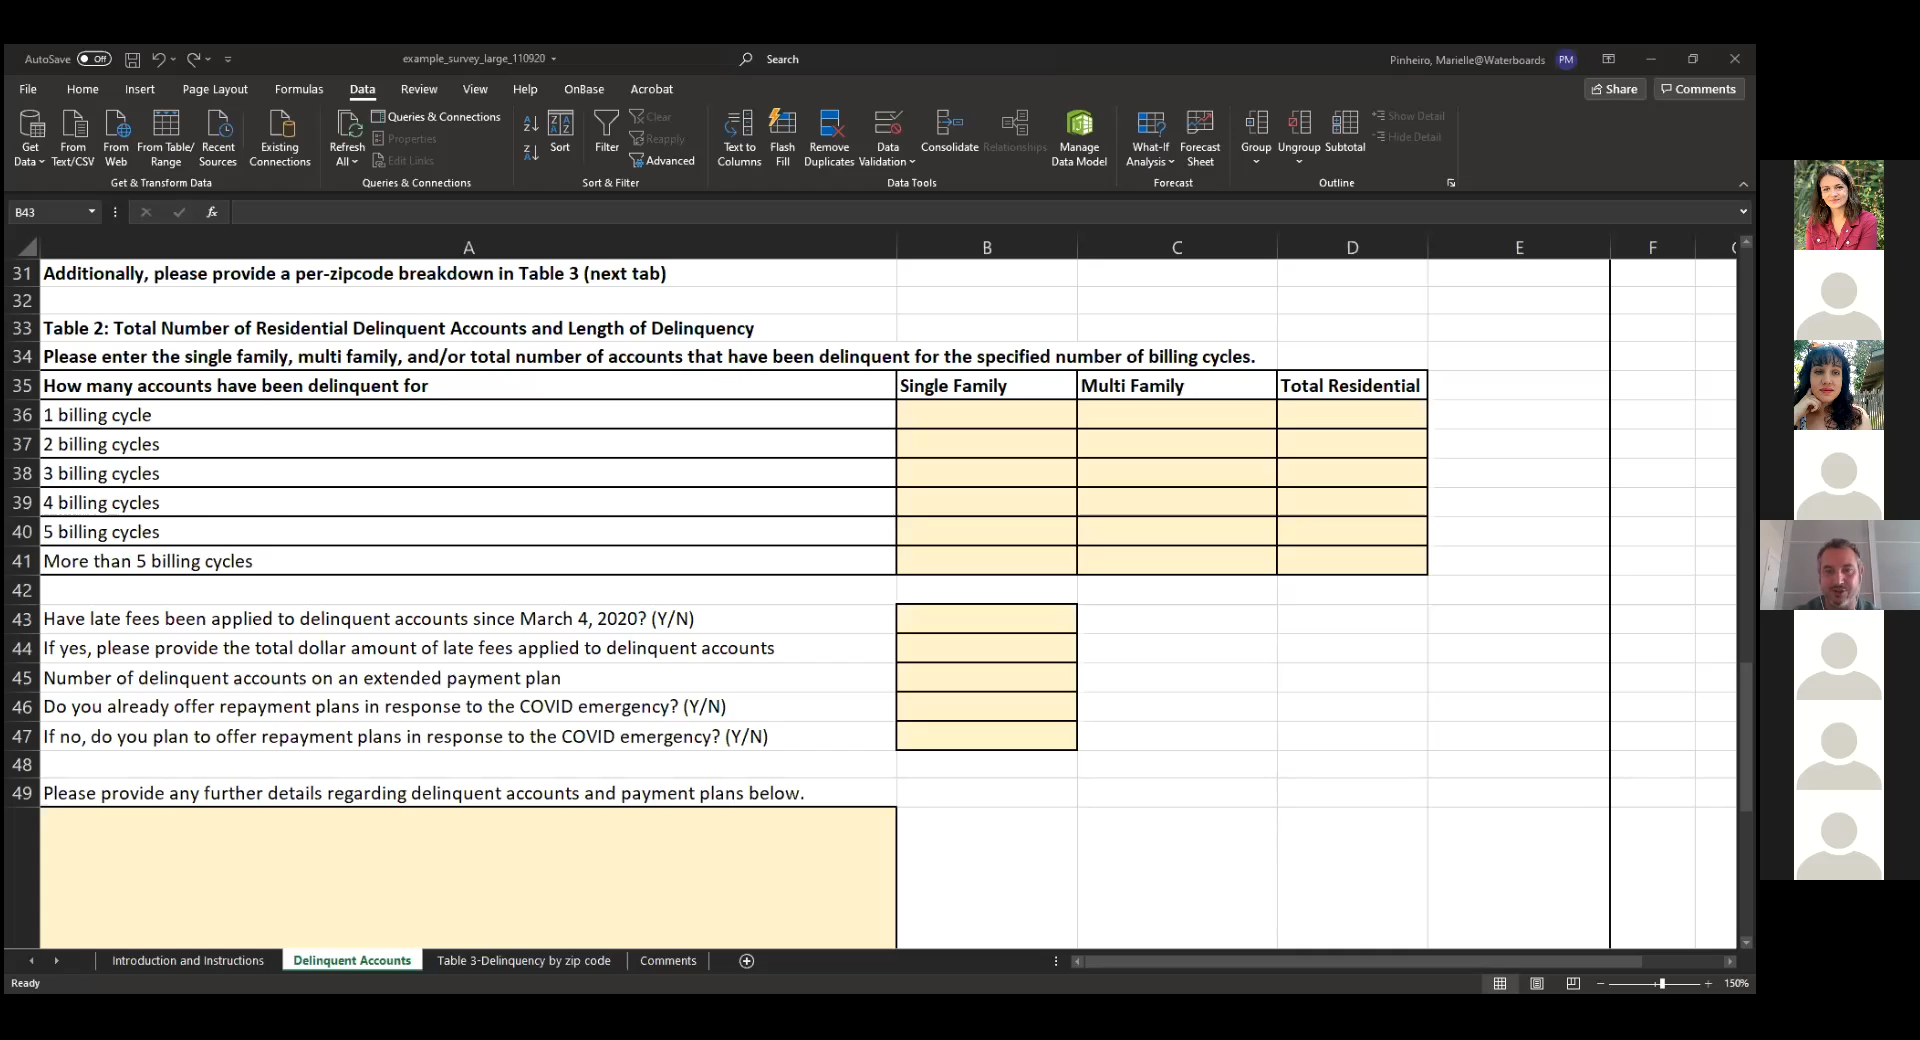 AutoSave Off example_survey_large_110920 Search Pinheiro, Marielle@Waterboards PM
File Home Insert Page Layout Formulas Data Review View Help OnBase Acrobat Share Comments
Get Data From Text/CSV From Web From Table/Range Recent Sources Existing Connections
Get & Transform Data
Refresh All Queries & Connections Properties Edit Links
Queries & Connections
Sort Filter Clear Reapply Advanced
Sort & Filter
Text to Columns Flash Fill Remove Duplicates Data Validation Consolidate Relationships Manage Data Model
Data Tools
What-If Analysis Forecast Sheet
Forecast
Group Ungroup Subtotal Show Detail Hide Detail
Outline
B43 fx
A B C D E F
31 Additionally, please provide a per-zipcode breakdown in Table 3 (next tab)
32
33 Table 2: Total Number of Residential Delinquent Accounts and Length of Delinquency
34 Please enter the single family, multi family, and/or total number of accounts that have been delinquent for the specified number of billing cycles.
35 How many accounts have been delinquent for Single Family Multi Family Total Residential
36 1 billing cycle
37 2 billing cycles
38 3 billing cycles
39 4 billing cycles
40 5 billing cycles
41 More than 5 billing cycles
42
43 Have late fees been applied to delinquent accounts since March 4, 2020? (Y/N)
44 If yes, please provide the total dollar amount of late fees applied to delinquent accounts
45 Number of delinquent accounts on an extended payment plan
46 Do you already offer repayment plans in response to the COVID emergency? (Y/N)
47 If no, do you plan to offer repayment plans in response to the COVID emergency? (Y/N)
48
49 Please provide any further details regarding delinquent accounts and payment plans below.
Introduction and Instructions Delinquent Accounts Table 3-Delinquency by zip code Comments
Ready 150%